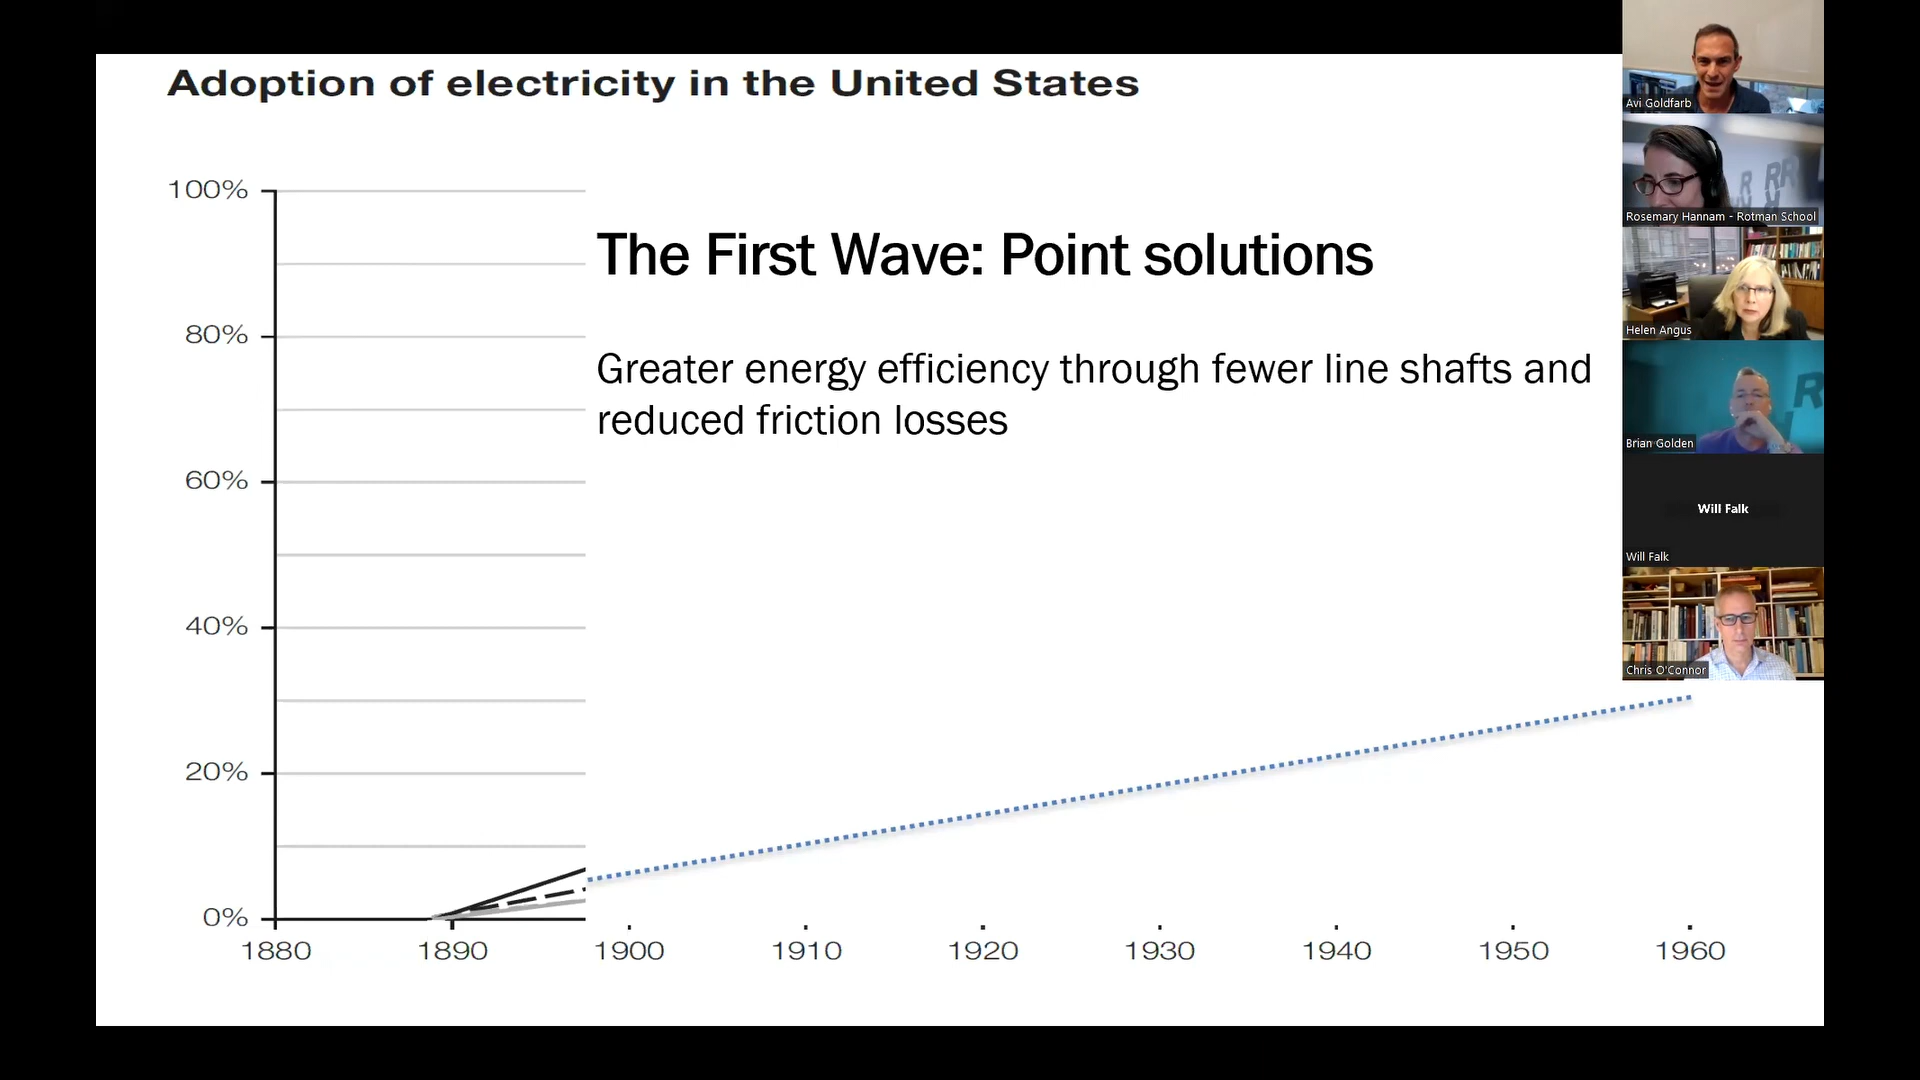 Adoption of electricity in the United States
100%
80%
60%
40%
20%
0%
1880 1890 1900 1910 1920 1930 1940 1950 1960
The First Wave: Point solutions
Greater energy efficiency through fewer line shafts and
reduced friction losses
Avi Goldfarb
Rosemary Hannam - Rotman School
Helen Angus
Brian Golden
Will Falk
Will Falk
Chris O'Connor